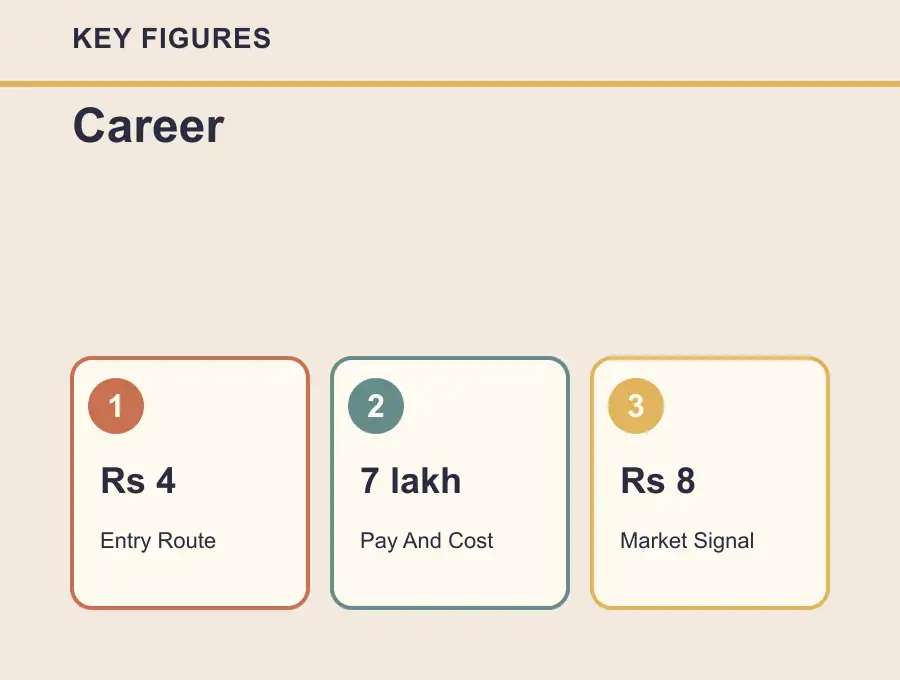 KEY FIGURES
Career
1
Rs 4
Entry Route
2
7 lakh
Pay And Cost
3
Rs 8
Market Signal